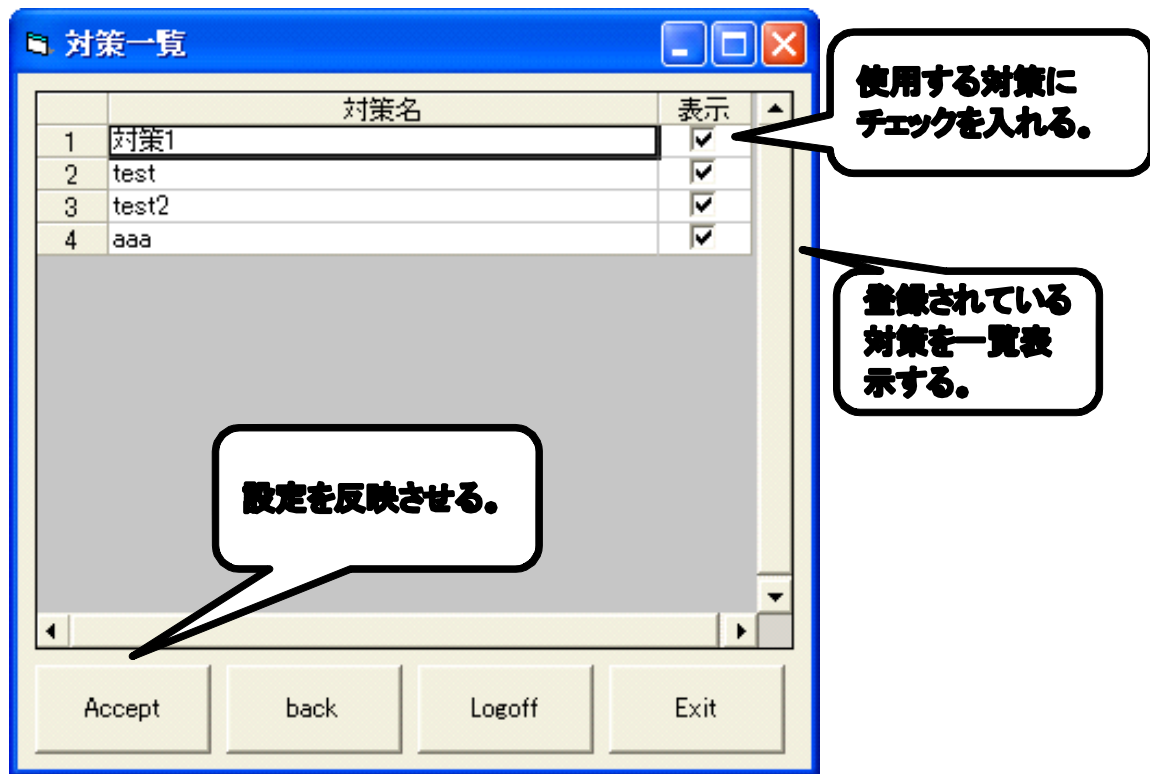 対策一覧
対策名 表示
1 対策1
2 test
3 test2
4 aaa
使用する対策に
チェックを入れる。
登録されている
対策を一覧表
示する。
設定を反映させる。
Accept back Logoff Exit